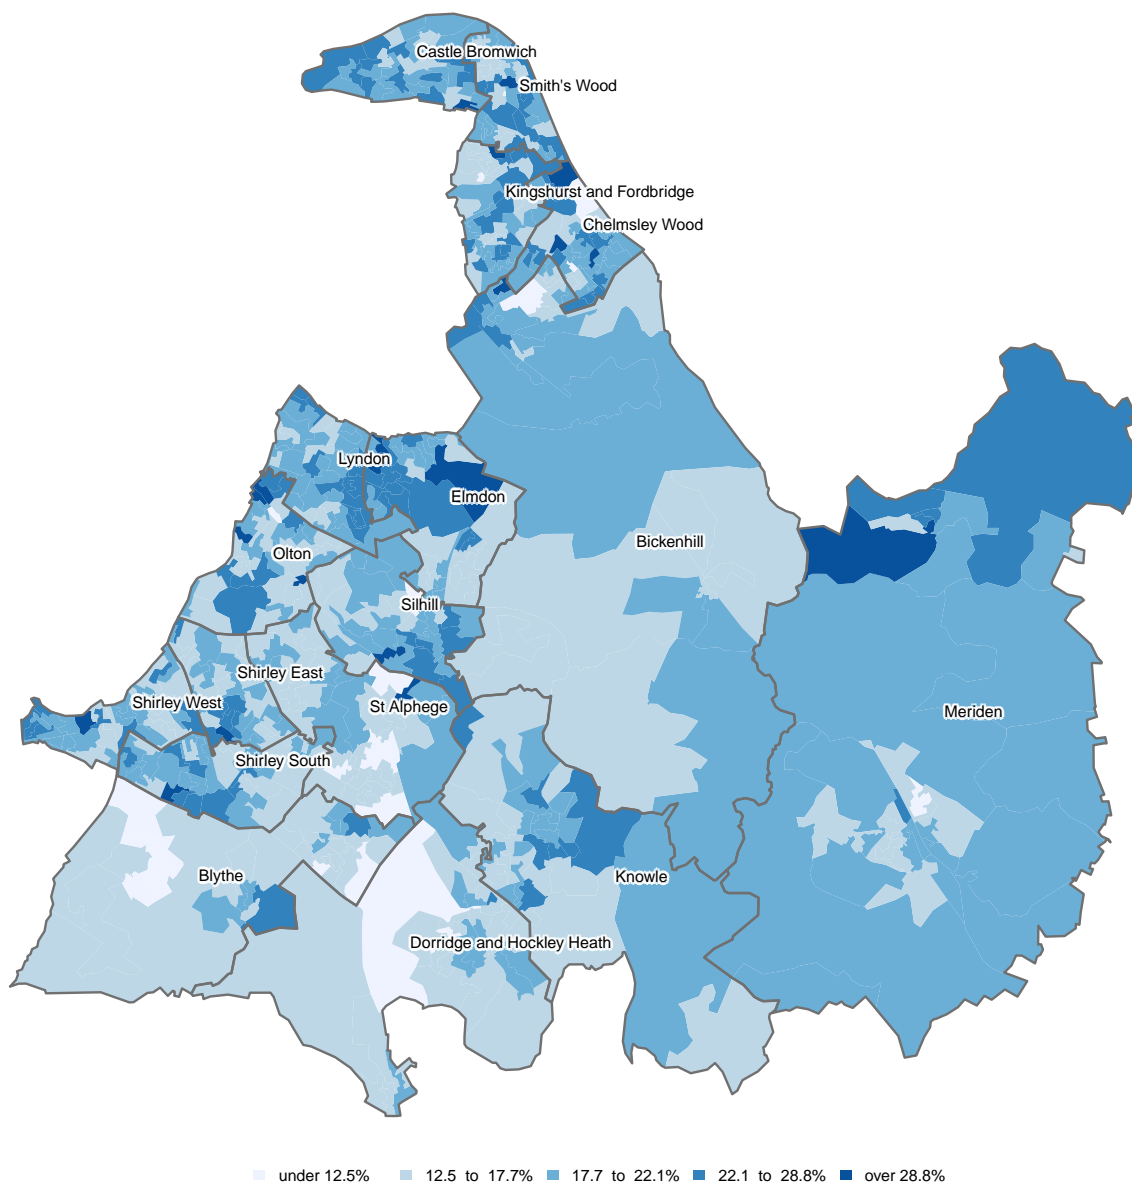 Castle Bromwich
Smith's Wood
Kingshurst and Fordbridge
Chelmsley Wood
Lyndon
Elmdon
Bickenhill
Olton
Silhill
Shirley East
Shirley West
St Alphege
Meriden
Shirley South
Blythe
Knowle
Dorridge and Hockley Heath
under 12.5% 12.5 to 17.7% 17.7 to 22.1% 22.1 to 28.8% over 28.8%